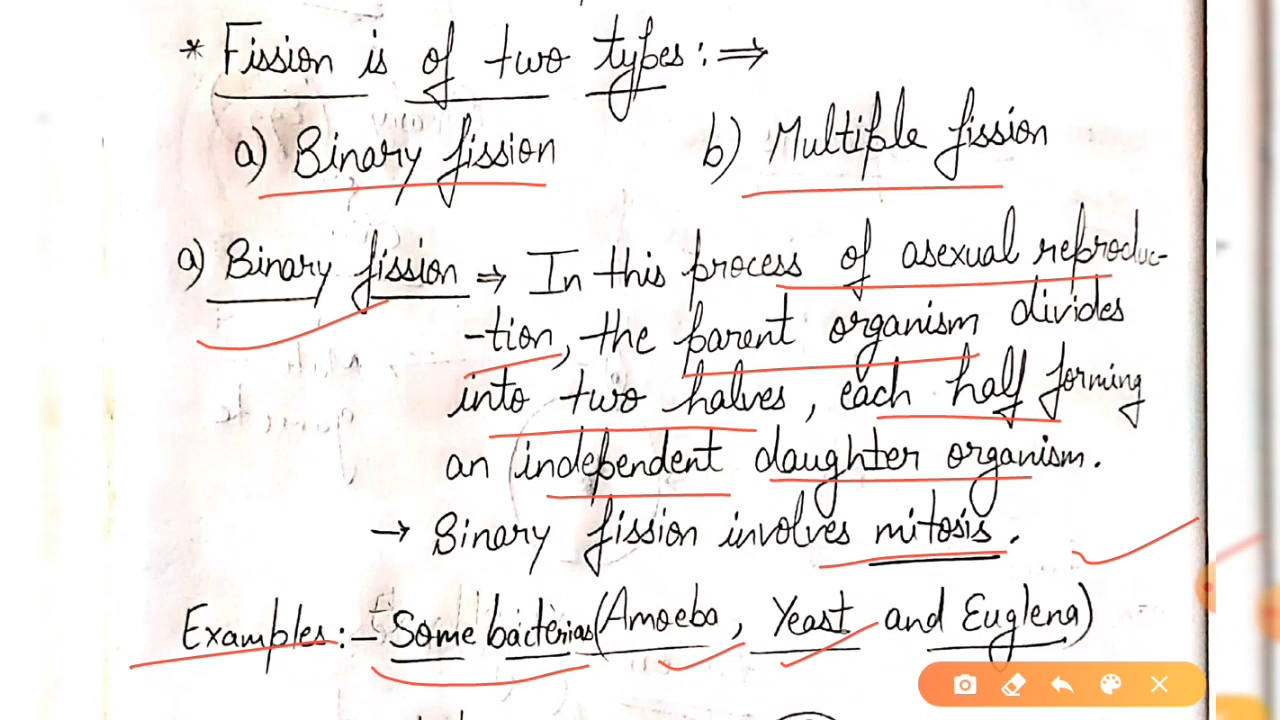 * Fission is of two types:⇒
a) Binary fission b) Multiple fission
a) Binary fission ⇒ In this process of asexual reproduc-
-tion, the parent organism divides
into two halves, each half forming
an independent daughter organism.
→ Binary fission involves mitosis.
Examples:- Some bacterias (Amoeba, Yeast and Euglena)